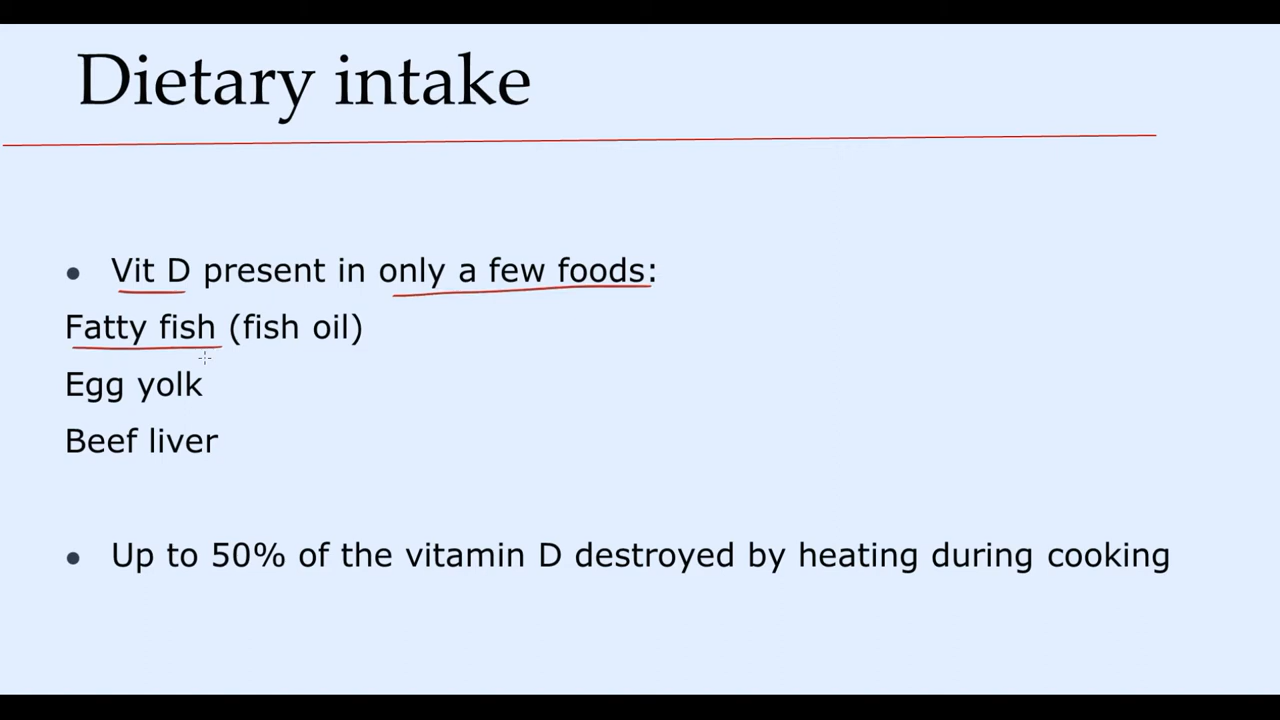 Dietary intake
• Vit D present in only a few foods:
Fatty fish (fish oil)
Egg yolk
Beef liver
• Up to 50% of the vitamin D destroyed by heating during cooking